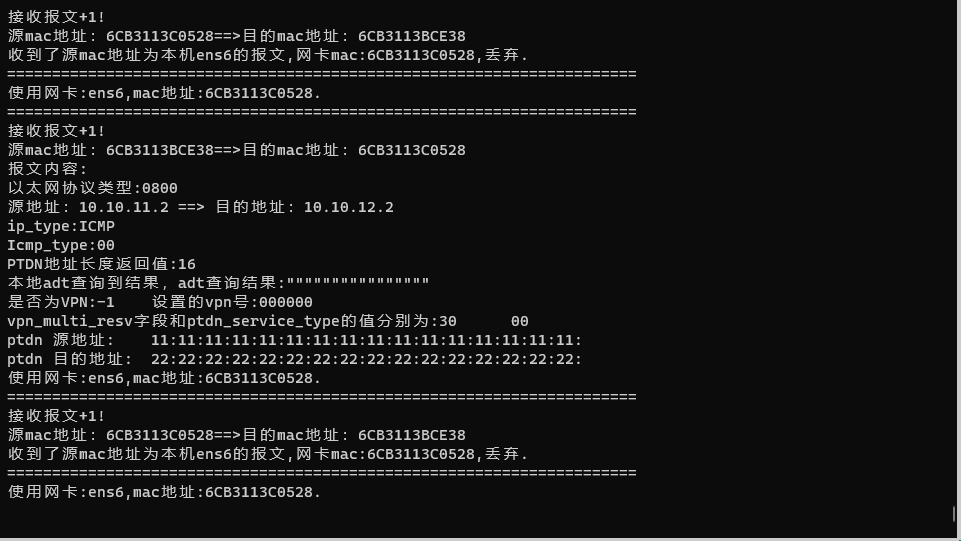 接收报文+1!
源mac地址: 6CB3113C0528==>目的mac地址: 6CB3113BCE38
收到了源mac地址为本机ens6的报文,网卡mac:6CB3113C0528,丢弃.
======================================================================
使用网卡:ens6,mac地址:6CB3113C0528.
======================================================================
接收报文+1!
源mac地址: 6CB3113BCE38==>目的mac地址: 6CB3113C0528
报文内容:
以太网协议类型:0800
源地址: 10.10.11.2 ==> 目的地址: 10.10.12.2
ip_type:ICMP
Icmp_type:00
PTDN地址长度返回值:16
本地adt查询到结果, adt查询结果:""""""""""""""""
是否为VPN:-1    设置的vpn号:000000
vpn_multi_resv字段和ptdn_service_type的值分别为:30      00
ptdn 源地址:    11:11:11:11:11:11:11:11:11:11:11:11:11:11:11:11:
ptdn 目的地址:  22:22:22:22:22:22:22:22:22:22:22:22:22:22:22:22:
使用网卡:ens6,mac地址:6CB3113C0528.
======================================================================
接收报文+1!
源mac地址: 6CB3113C0528==>目的mac地址: 6CB3113BCE38
收到了源mac地址为本机ens6的报文,网卡mac:6CB3113C0528,丢弃.
======================================================================
使用网卡:ens6,mac地址:6CB3113C0528.